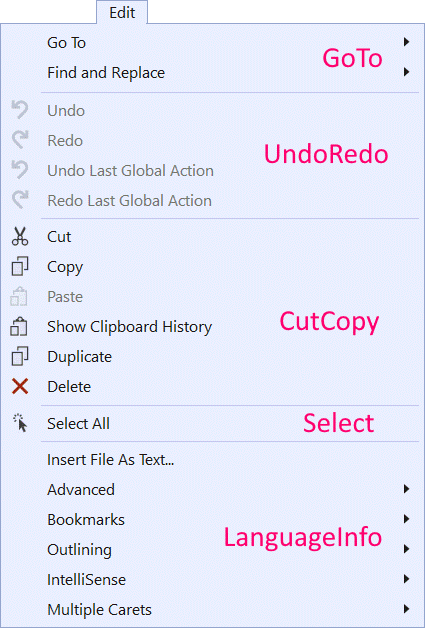 Edit
Go To
Find and Replace
GoTo
Undo
Redo
Undo Last Global Action
Redo Last Global Action
UndoRedo
Cut
Copy
Paste
Show Clipboard History
Duplicate
Delete
CutCopy
Select All
Select
Insert File As Text...
Advanced
Bookmarks
Outlining
IntelliSense
Multiple Carets
LanguageInfo